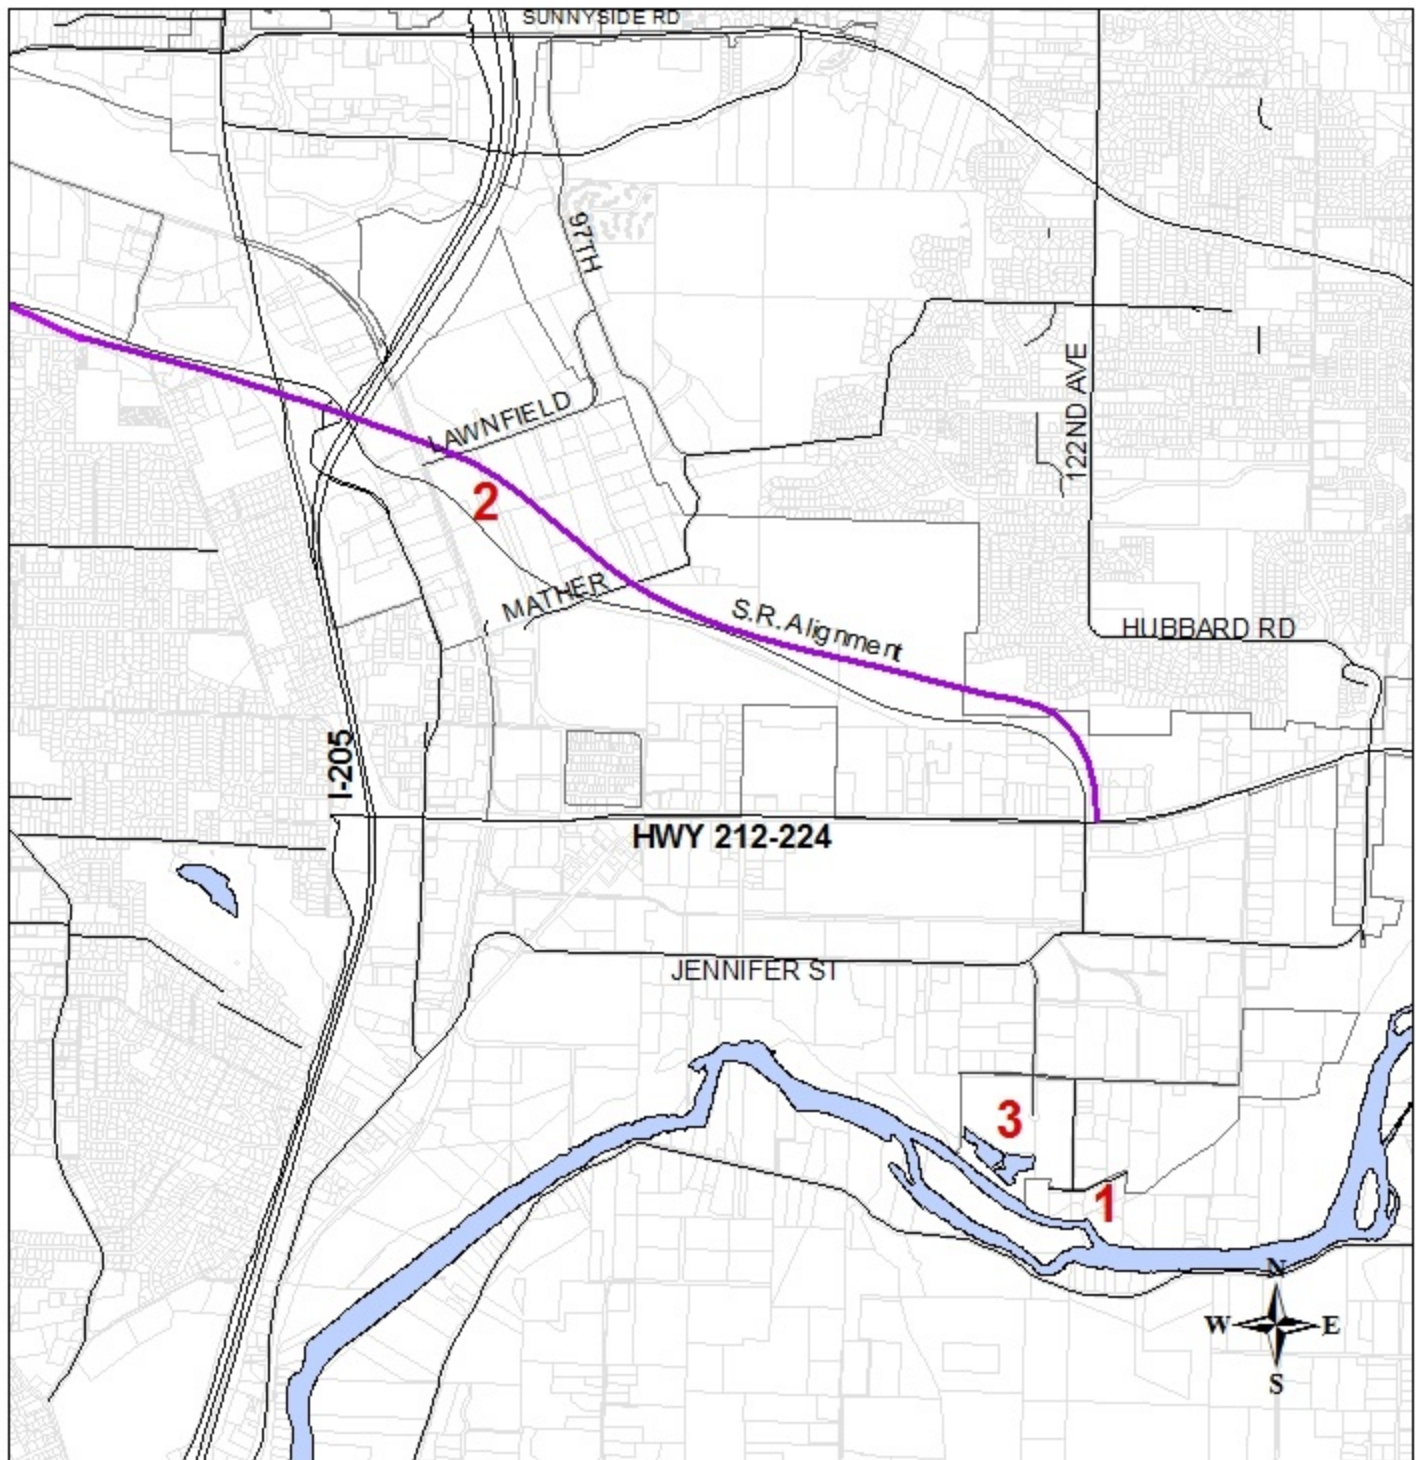 SUNNYSIDE RD
97TH
122ND AVE
LAWNFIELD
2
MATHER
S.R. Alignment
HUBBARD RD
I-205
HWY 212-224
JENNIFER ST
3
1
N
W E
S